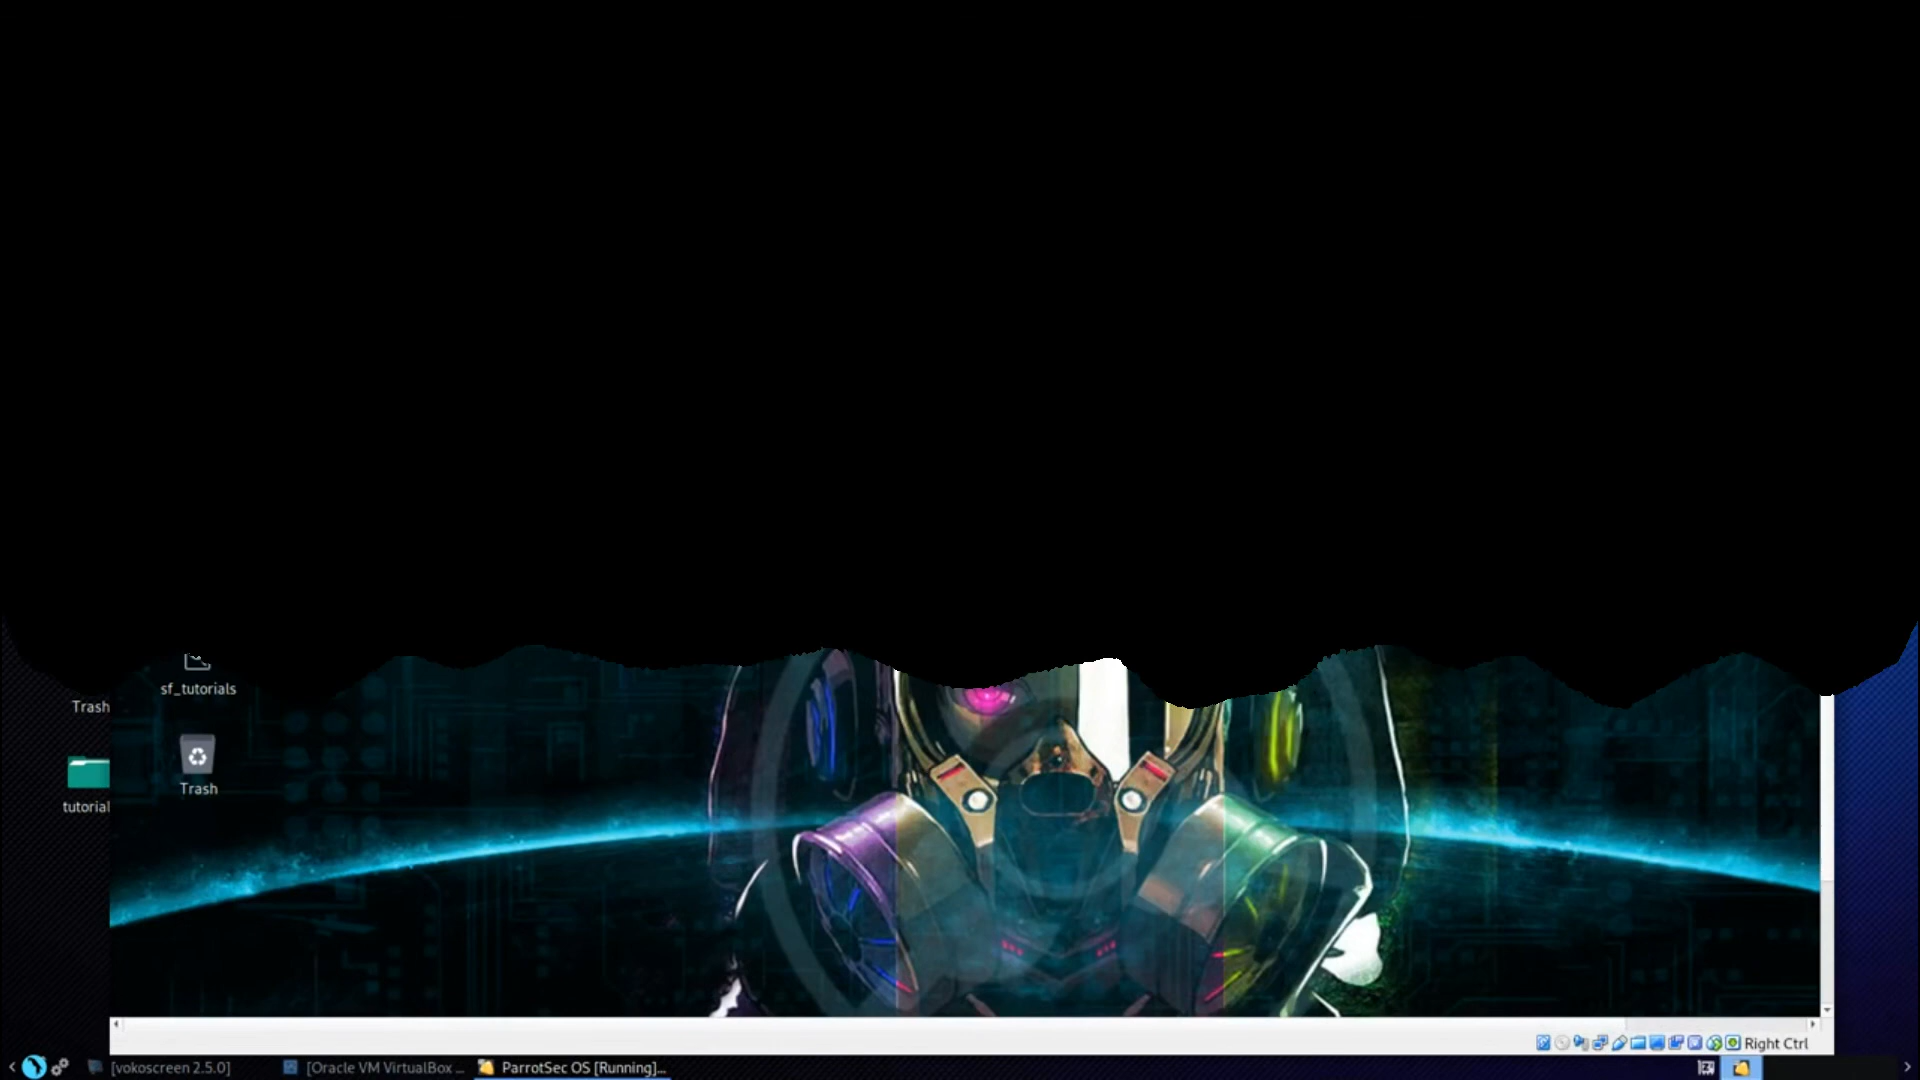 sf_tutorials
Trash
Trash
tutorial
Right Ctrl
[vokoscreen 2.5.0]
[Oracle VM VirtualBox ...
ParrotSec OS [Running]...